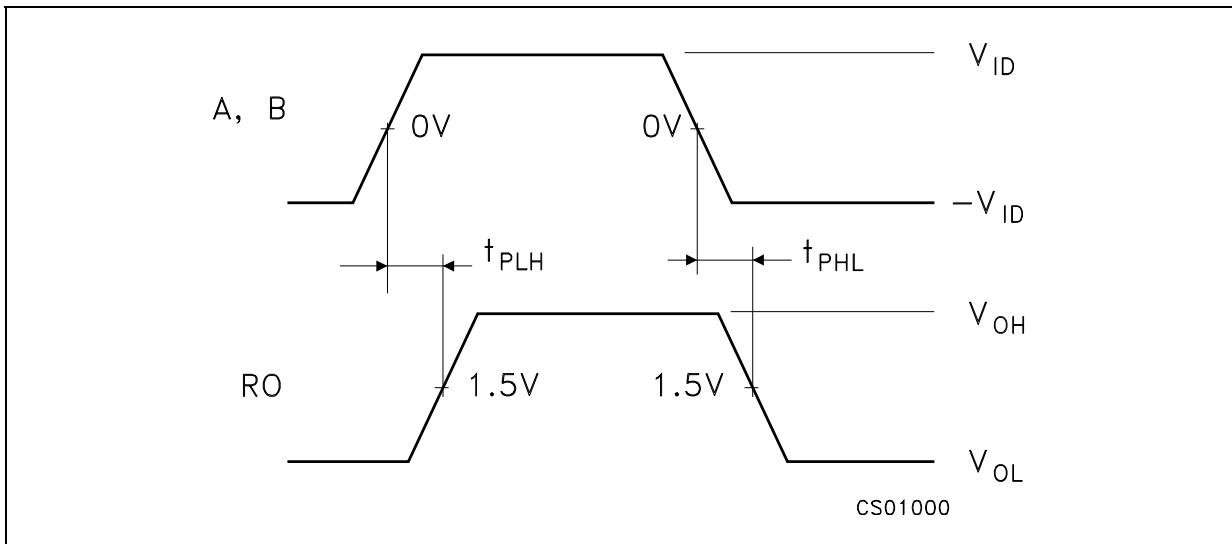 V_ID
A, B
0V 0V
-V_ID
t_PLH t_PHL
V_OH
RO 1.5V 1.5V
V_OL
CS01000